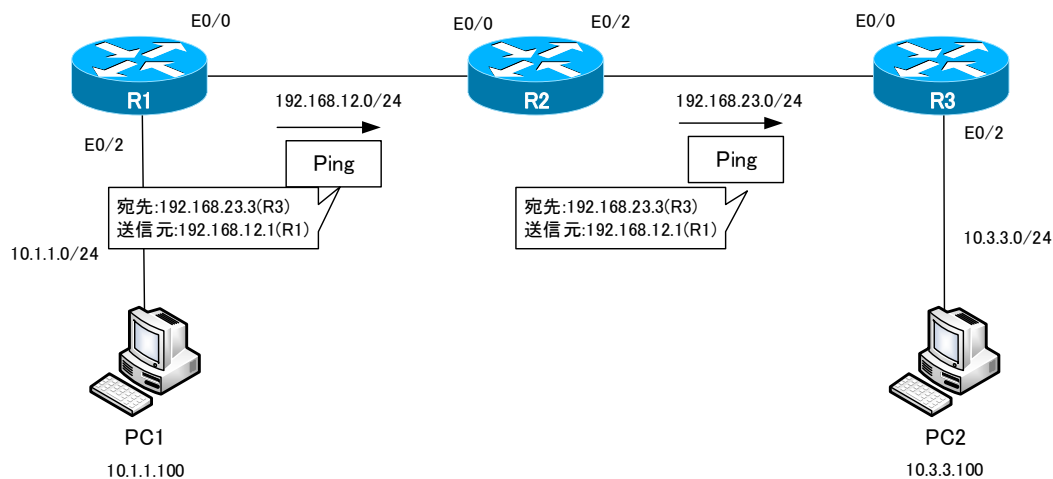 E0/0
E0/0
E0/2
E0/0
R1
R2
R3
192.168.12.0/24
192.168.23.0/24
E0/2
E0/2
Ping
Ping
宛先:192.168.23.3(R3)
送信元:192.168.12.1(R1)
宛先:192.168.23.3(R3)
送信元:192.168.12.1(R1)
10.1.1.0/24
10.3.3.0/24
PC1
10.1.1.100
PC2
10.3.3.100